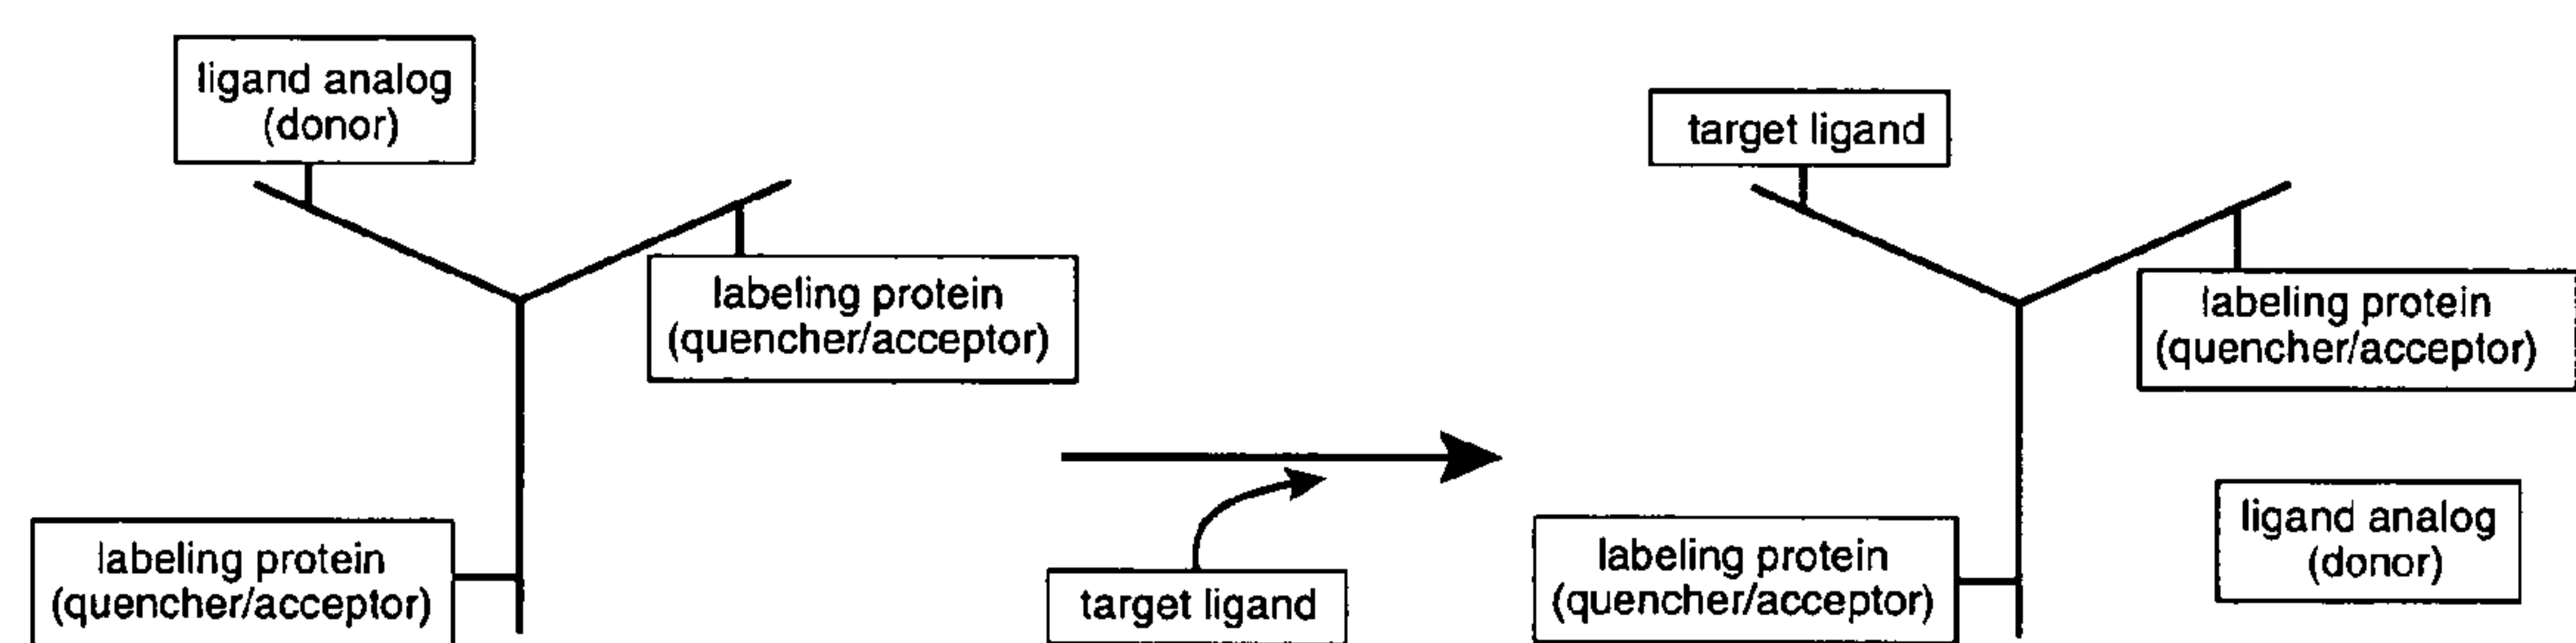 ligand analog
(donor)
labeling protein
(quencher/acceptor)
labeling protein
(quencher/acceptor)
target ligand
target ligand
labeling protein
(quencher/acceptor)
labeling protein
(quencher/acceptor)
ligand analog
(donor)